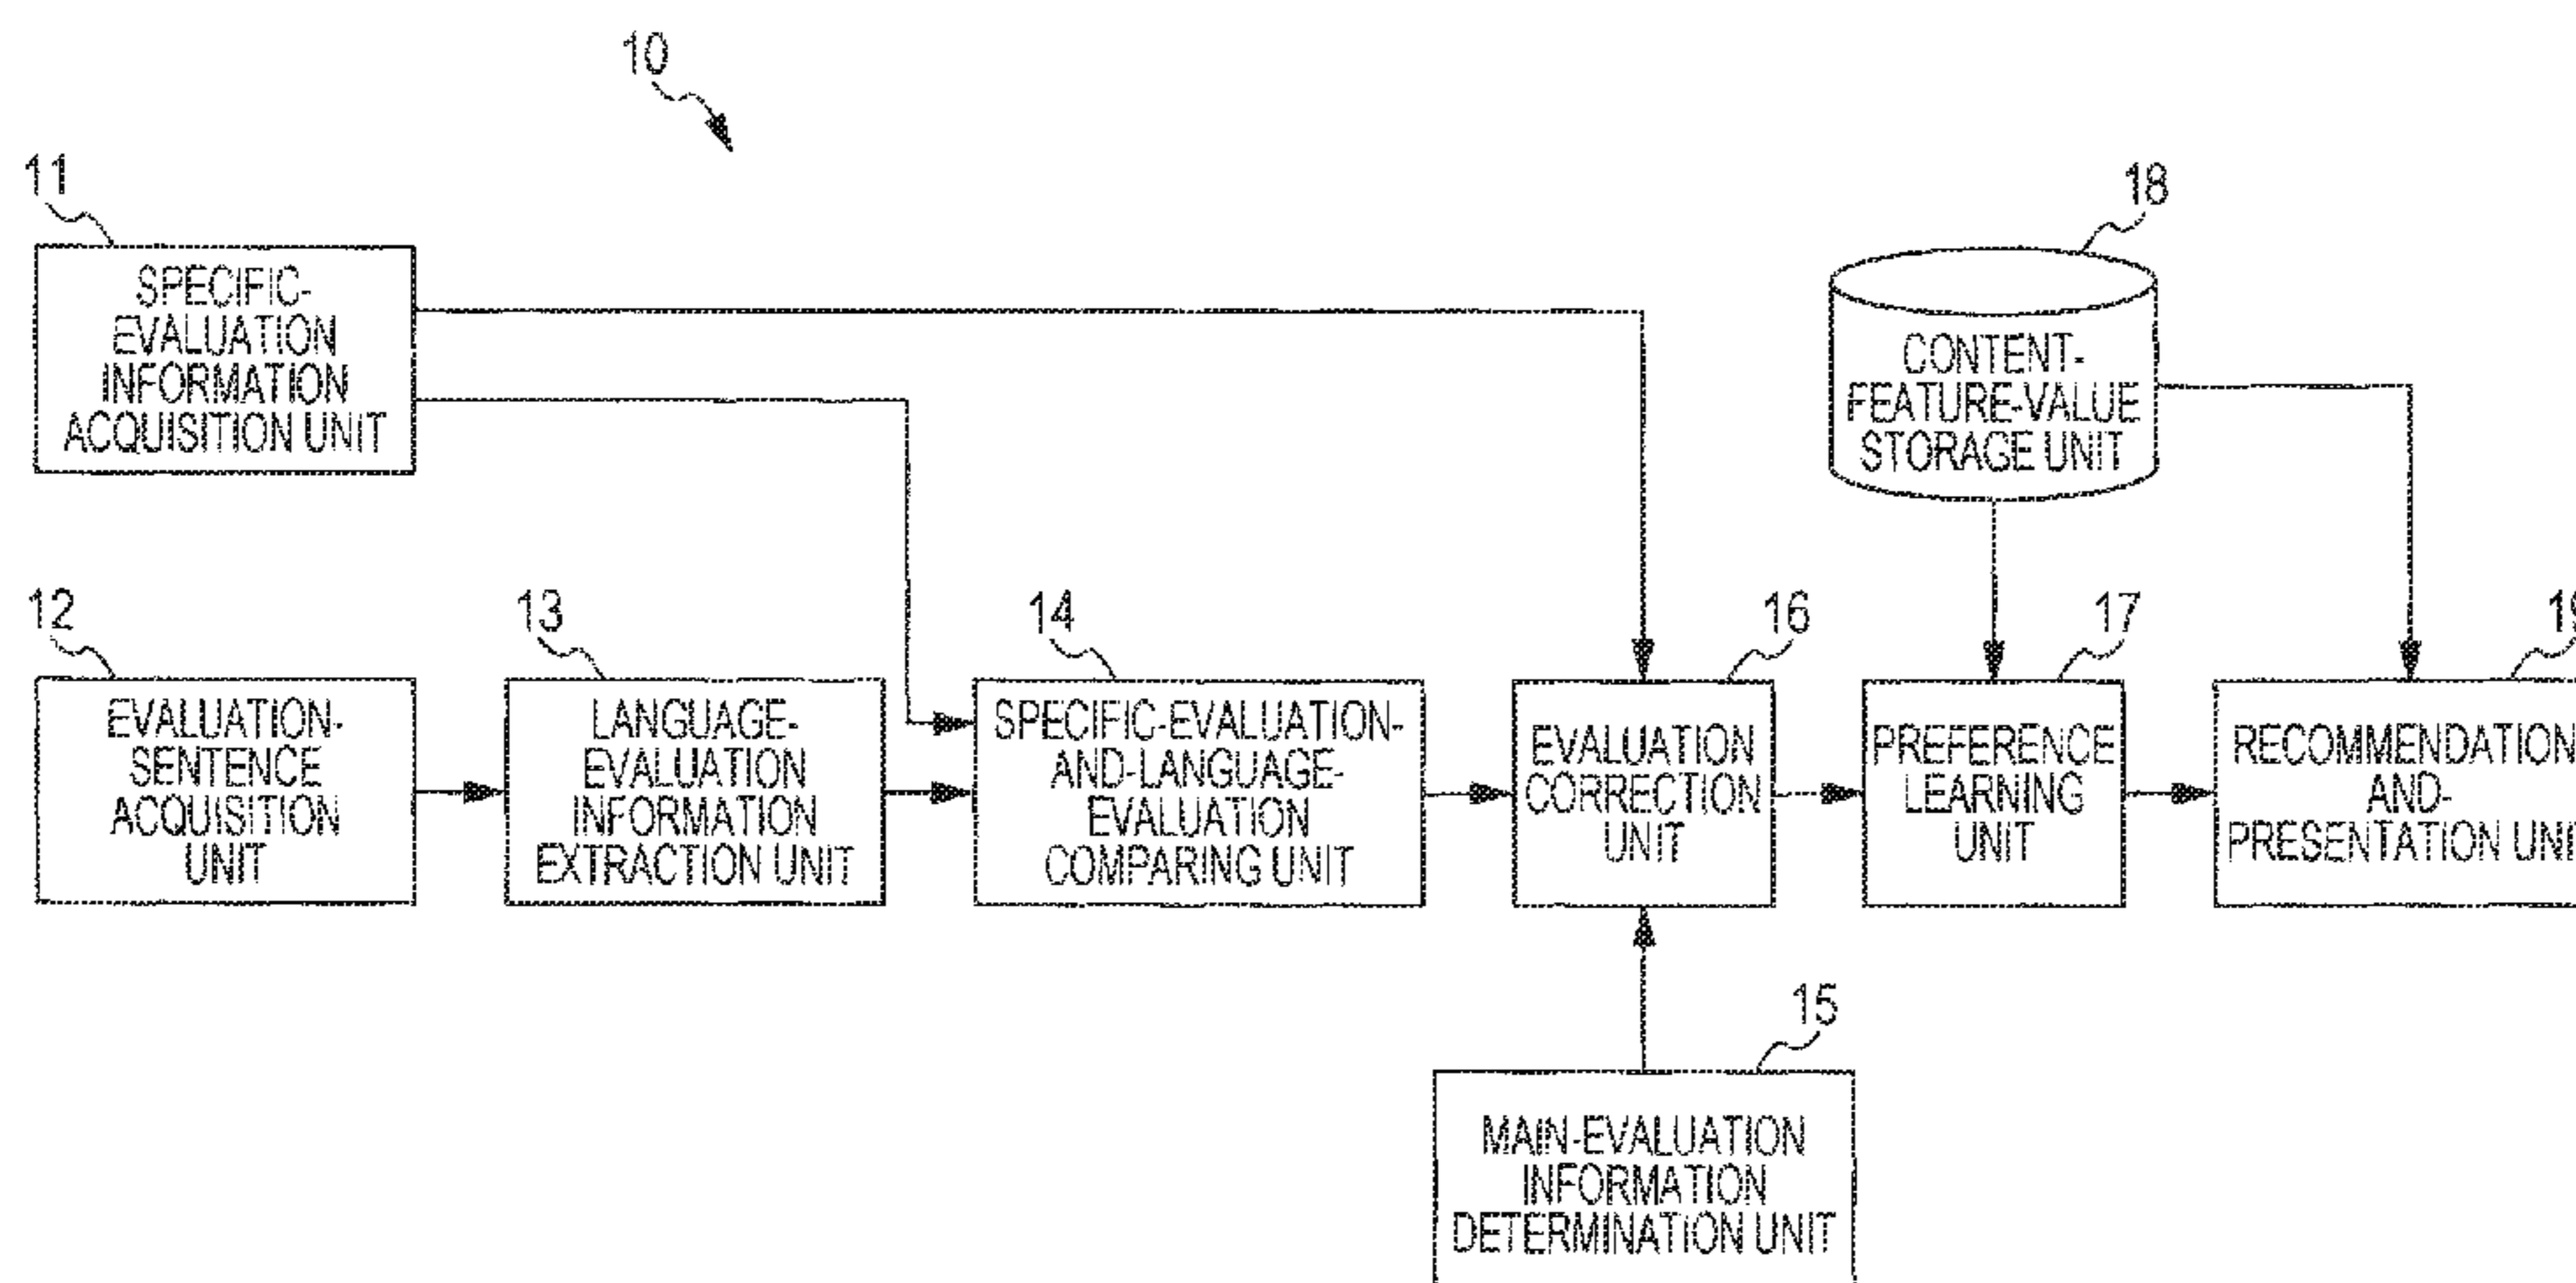 10
11
SPECIFIC-
EVALUATION
INFORMATION
ACQUISITION UNIT
18
CONTENT-
FEATURE-VALUE
STORAGE UNIT
12
EVALUATION-
SENTENCE
ACQUISITION
UNIT
13
LANGUAGE-
EVALUATION
INFORMATION
EXTRACTION UNIT
14
SPECIFIC-EVALUATION-
AND-LANGUAGE-
EVALUATION
COMPARING UNIT
16
EVALUATION
CORRECTION
UNIT
17
PREFERENCE
LEARNING
UNIT
19
RECOMMENDATION
AND-
PRESENTATION UNIT
15
MAIN-EVALUATION
INFORMATION
DETERMINATION UNIT